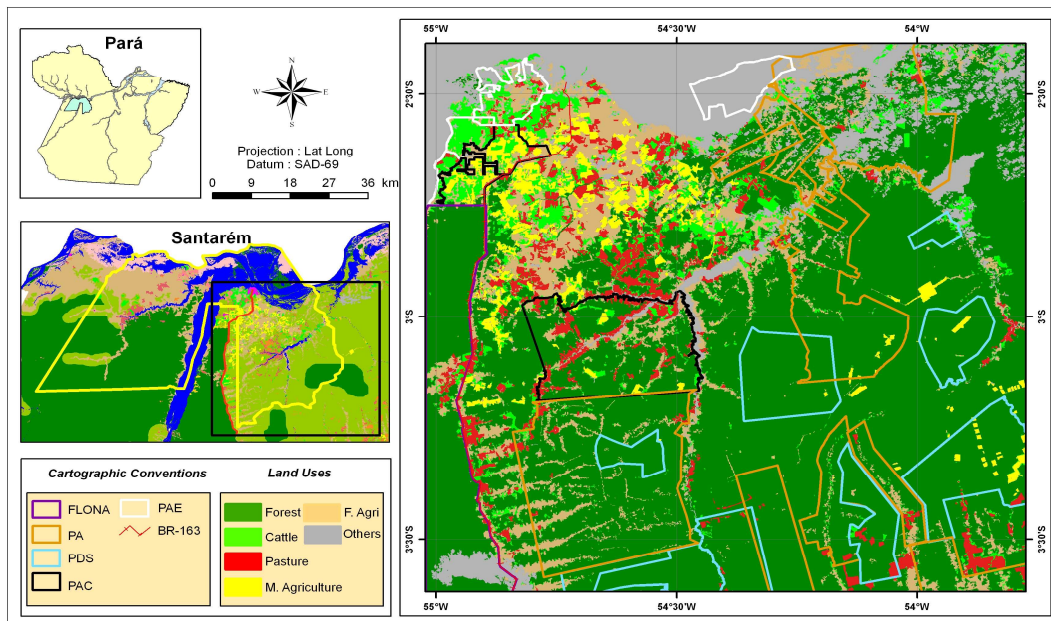 Pará
N
W
E
S
Projection : Lat Long
Datum : SAD-69
0 9 18 27 36 km
Santarém
Cartographic Conventions
FLONA
PA
PDS
PAC
PAE
BR-163
Land Uses
Forest
Cattle
Pasture
M. Agriculture
F. Agri
Others
55°W 54°30'W 54°W
2°30'S 2°30'S
3°S 3°S
3°30'S 3°30'S
55°W 54°30'W 54°W